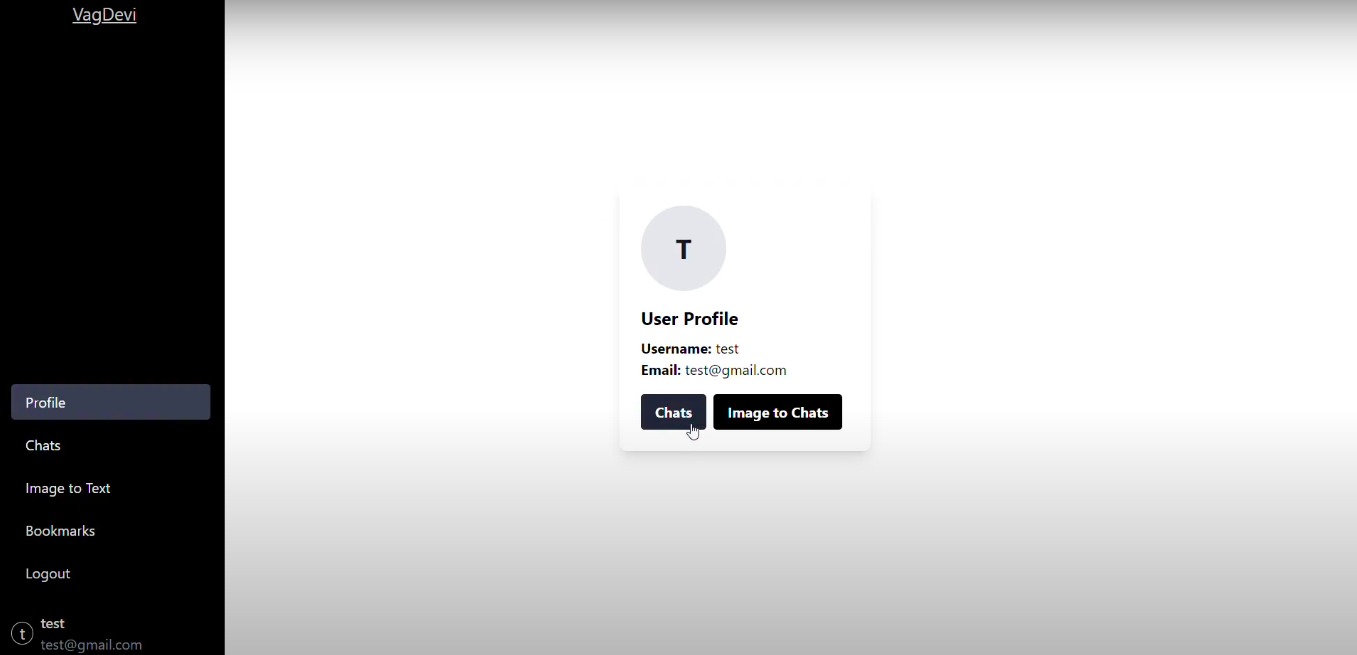 VagDevi
Profile
Chats
Image to Text
Bookmarks
Logout
t
test
test@gmail.com
T
User Profile
Username: test
Email: test@gmail.com
Chats
Image to Chats